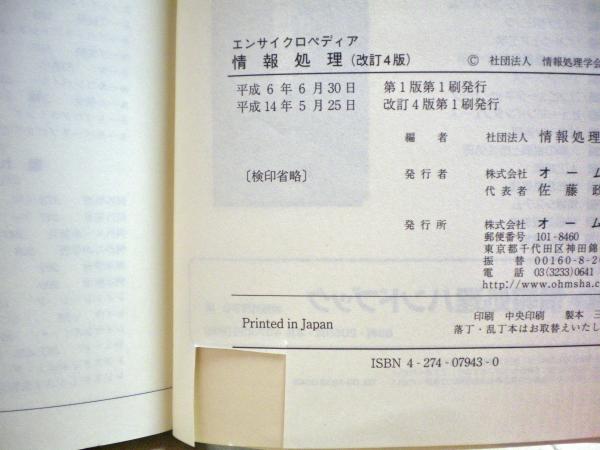 エンサイクロペディア
情報処理(改訂4版)
© 社団法人 情報処理学会
平成 6 年 6 月30日 第1版第1刷発行
平成14年 5 月25日 改訂4版第1刷発行
編 者 社団法人 情報処理
〔検印省略〕 発行者 株式会社 オーム
代表者 佐藤政
発行所 株式会社 オーム
郵便番号 101-8460
東京都千代田区神田錦
振替 00160-8-20
電話 03(3233)0641
http://www.ohmsha.co
印刷 中央印刷 製本 三
落丁・乱丁本はお取替えいたし
Printed in Japan
ISBN 4-274-07943-0